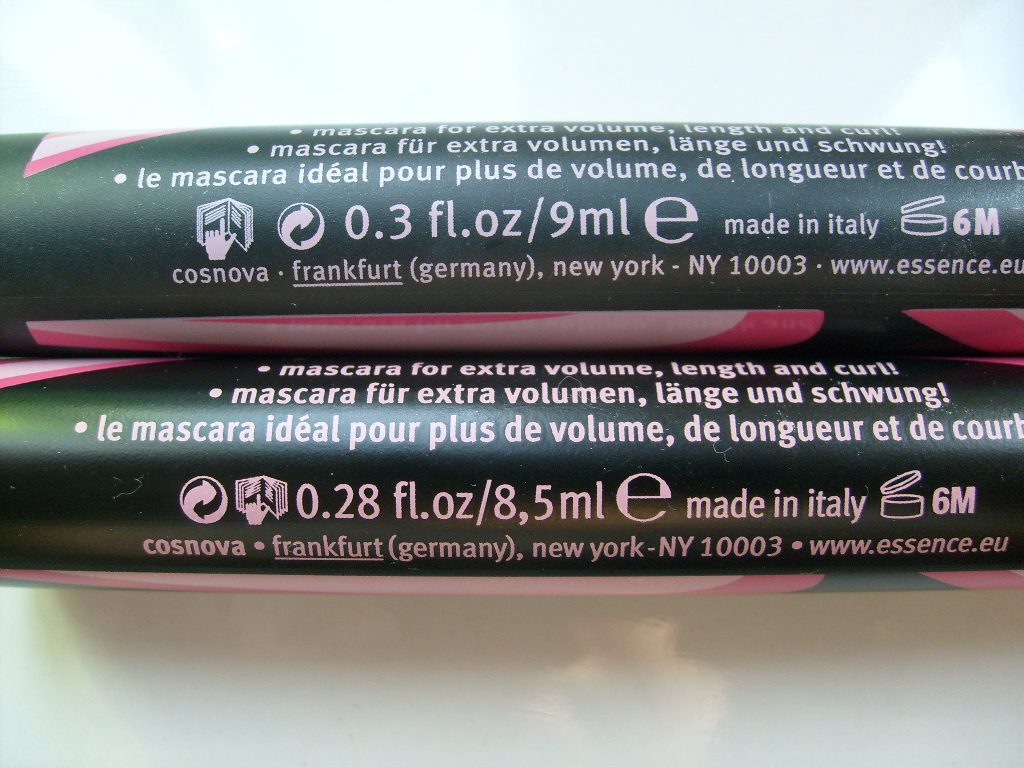 • mascara for extra volume, length and curl!
• mascara für extra volumen, länge und schwung!
• le mascara idéal pour plus de volume, de longueur et de courb
0.3 fl.oz/9ml e made in italy 6M
cosnova · frankfurt (germany), new york - NY 10003 · www.essence.eu
• mascara for extra volume, length and curl!
• mascara für extra volumen, länge und schwung!
• le mascara idéal pour plus de volume, de longueur et de courb
0.28 fl.oz/8,5ml e made in italy 6M
cosnova • frankfurt (germany), new york-NY 10003 • www.essence.eu